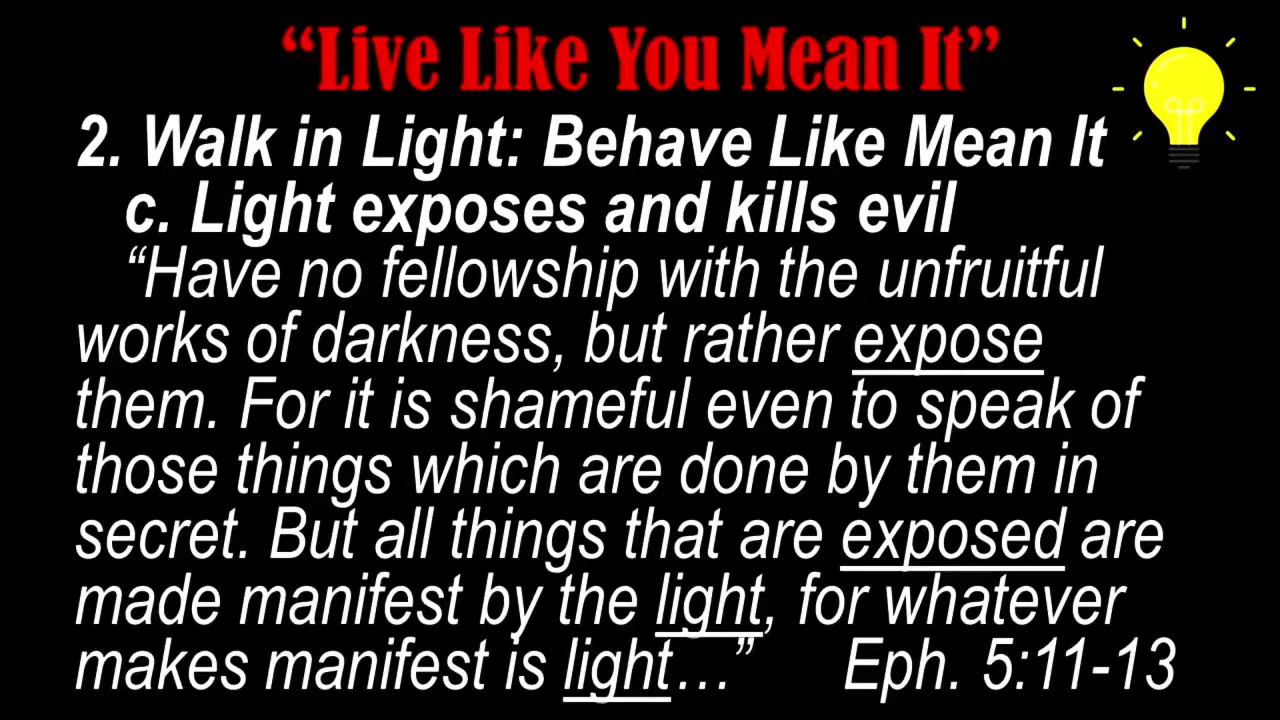 “Live Like You Mean It”
2. Walk in Light: Behave Like Mean It
c. Light exposes and kills evil
“Have no fellowship with the unfruitful
works of darkness, but rather expose
them. For it is shameful even to speak of
those things which are done by them in
secret. But all things that are exposed are
made manifest by the light, for whatever
makes manifest is light…” Eph. 5:11-13